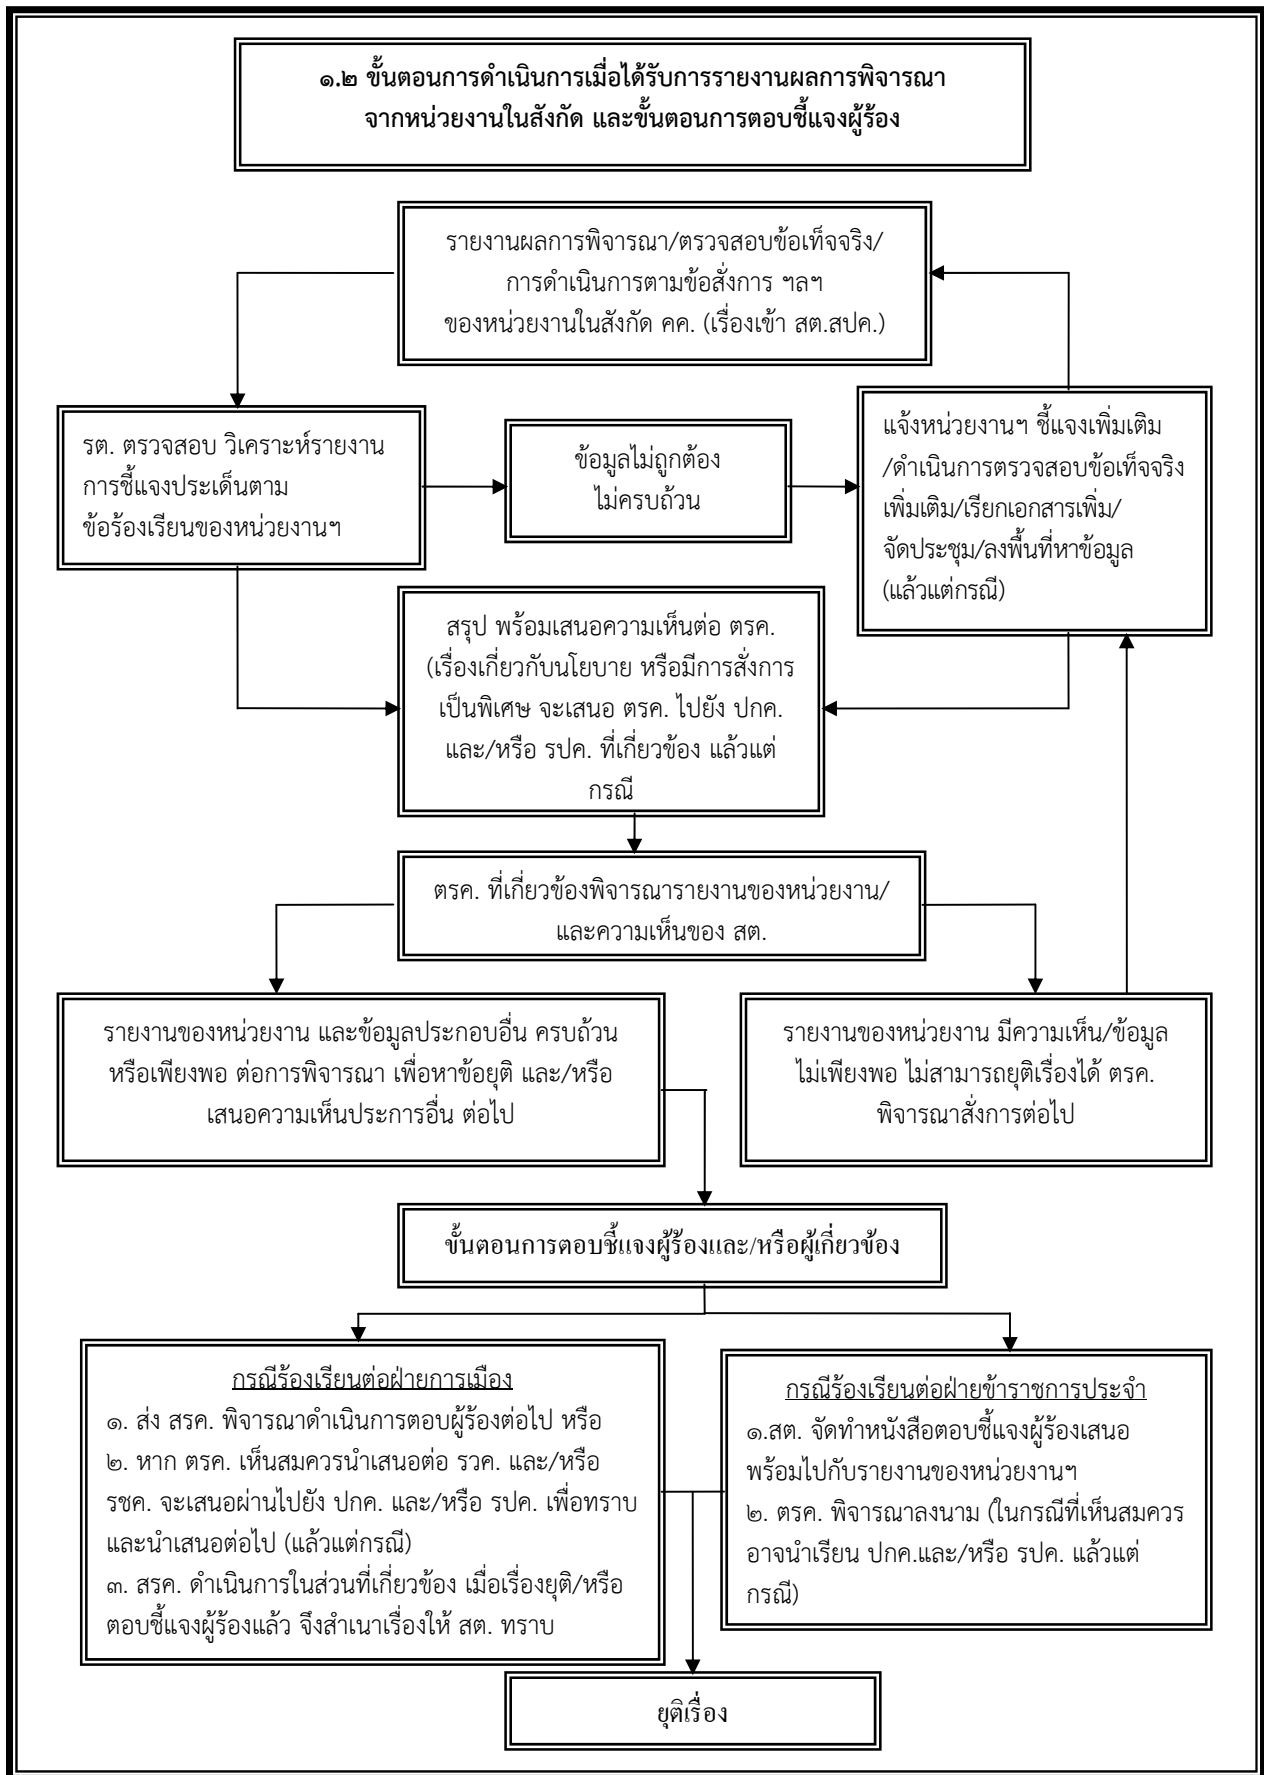 ๑.๒ ขั้นตอนการดำเนินการเมื่อได้รับการรายงานผลการพิจารณา
จากหน่วยงานในสังกัด และขั้นตอนการตอบชี้แจงผู้ร้อง
รายงานผลการพิจารณา/ตรวจสอบข้อเท็จจริง/
การดำเนินการตามข้อสั่งการ ฯลฯ
ของหน่วยงานในสังกัด คค. (เรื่องเข้า สต.สปค.)
รต. ตรวจสอบ วิเคราะห์รายงาน
การชี้แจงประเด็นตาม
ข้อร้องเรียนของหน่วยงานฯ
ข้อมูลไม่ถูกต้อง
ไม่ครบถ้วน
แจ้งหน่วยงานฯ ชี้แจงเพิ่มเติม
/ดำเนินการตรวจสอบข้อเท็จจริง
เพิ่มเติม/เรียกเอกสารเพิ่ม/
จัดประชุม/ลงพื้นที่หาข้อมูล
(แล้วแต่กรณี)
สรุป พร้อมเสนอความเห็นต่อ ตรค.
(เรื่องเกี่ยวกับนโยบาย หรือมีการสั่งการ
เป็นพิเศษ จะเสนอ ตรค. ไปยัง ปกค.
และ/หรือ รปค. ที่เกี่ยวข้อง แล้วแต่
กรณี
ตรค. ที่เกี่ยวข้องพิจารณารายงานของหน่วยงาน/
และความเห็นของ สต.
รายงานของหน่วยงาน และข้อมูลประกอบอื่น ครบถ้วน
หรือเพียงพอ ต่อการพิจารณา เพื่อหาข้อยุติ และ/หรือ
เสนอความเห็นประการอื่น ต่อไป
รายงานของหน่วยงาน มีความเห็น/ข้อมูล
ไม่เพียงพอ ไม่สามารถยุติเรื่องได้ ตรค.
พิจารณาสั่งการต่อไป
ขั้นตอนการตอบชี้แจงผู้ร้องและ/หรือผู้เกี่ยวข้อง
กรณีร้องเรียนต่อฝ่ายการเมือง
๑. ส่ง สรค. พิจารณาดำเนินการตอบผู้ร้องต่อไป หรือ
๒. หาก ตรค. เห็นสมควรนำเสนอต่อ รวค. และ/หรือ
รชค. จะเสนอผ่านไปยัง ปกค. และ/หรือ รปค. เพื่อทราบ
และนำเสนอต่อไป (แล้วแต่กรณี)
๓. สรค. ดำเนินการในส่วนที่เกี่ยวข้อง เมื่อเรื่องยุติ/หรือ
ตอบชี้แจงผู้ร้องแล้ว จึงสำเนาเรื่องให้ สต. ทราบ
กรณีร้องเรียนต่อฝ่ายข้าราชการประจำ
๑.สต. จัดทำหนังสือตอบชี้แจงผู้ร้องเสนอ
พร้อมไปกับรายงานของหน่วยงานฯ
๒. ตรค. พิจารณาลงนาม (ในกรณีที่เห็นสมควร
อาจนำเรียน ปกค.และ/หรือ รปค. แล้วแต่
กรณี)
ยุติเรื่อง